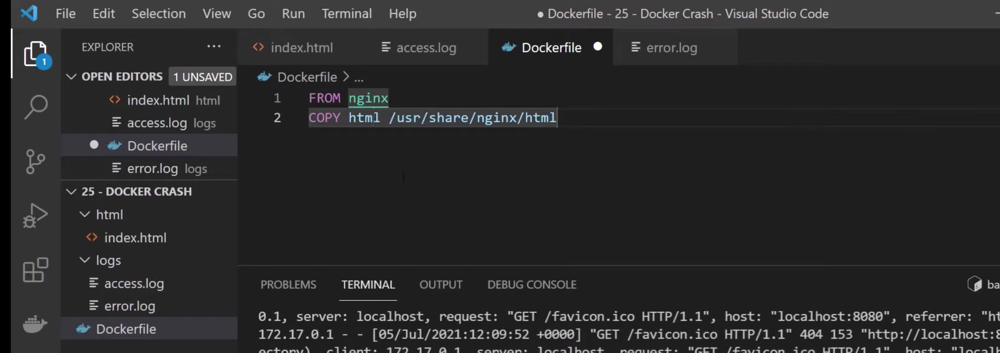 File Edit Selection View Go Run Terminal Help ● Dockerfile - 25 - Docker Crash - Visual Studio Code
EXPLORER ...
index.html access.log Dockerfile ● error.log
1
OPEN EDITORS 1 UNSAVED
Dockerfile > ...
index.html html
access.log logs
● Dockerfile
error.log logs
1 FROM nginx
2 COPY html /usr/share/nginx/html
25 - DOCKER CRASH
html
index.html
logs
access.log
error.log
Dockerfile
PROBLEMS TERMINAL OUTPUT DEBUG CONSOLE
0.1, server: localhost, request: "GET /favicon.ico HTTP/1.1", host: "localhost:8080", referrer: "ht
172.17.0.1 - - [05/Jul/2021:12:09:52 +0000] "GET /favicon.ico HTTP/1.1" 404 153 "http://localhost:8
ectory), client: 172.17.0.1, server: localhost, request: "GET /favicon.ico HTTP/1.1", host: "local